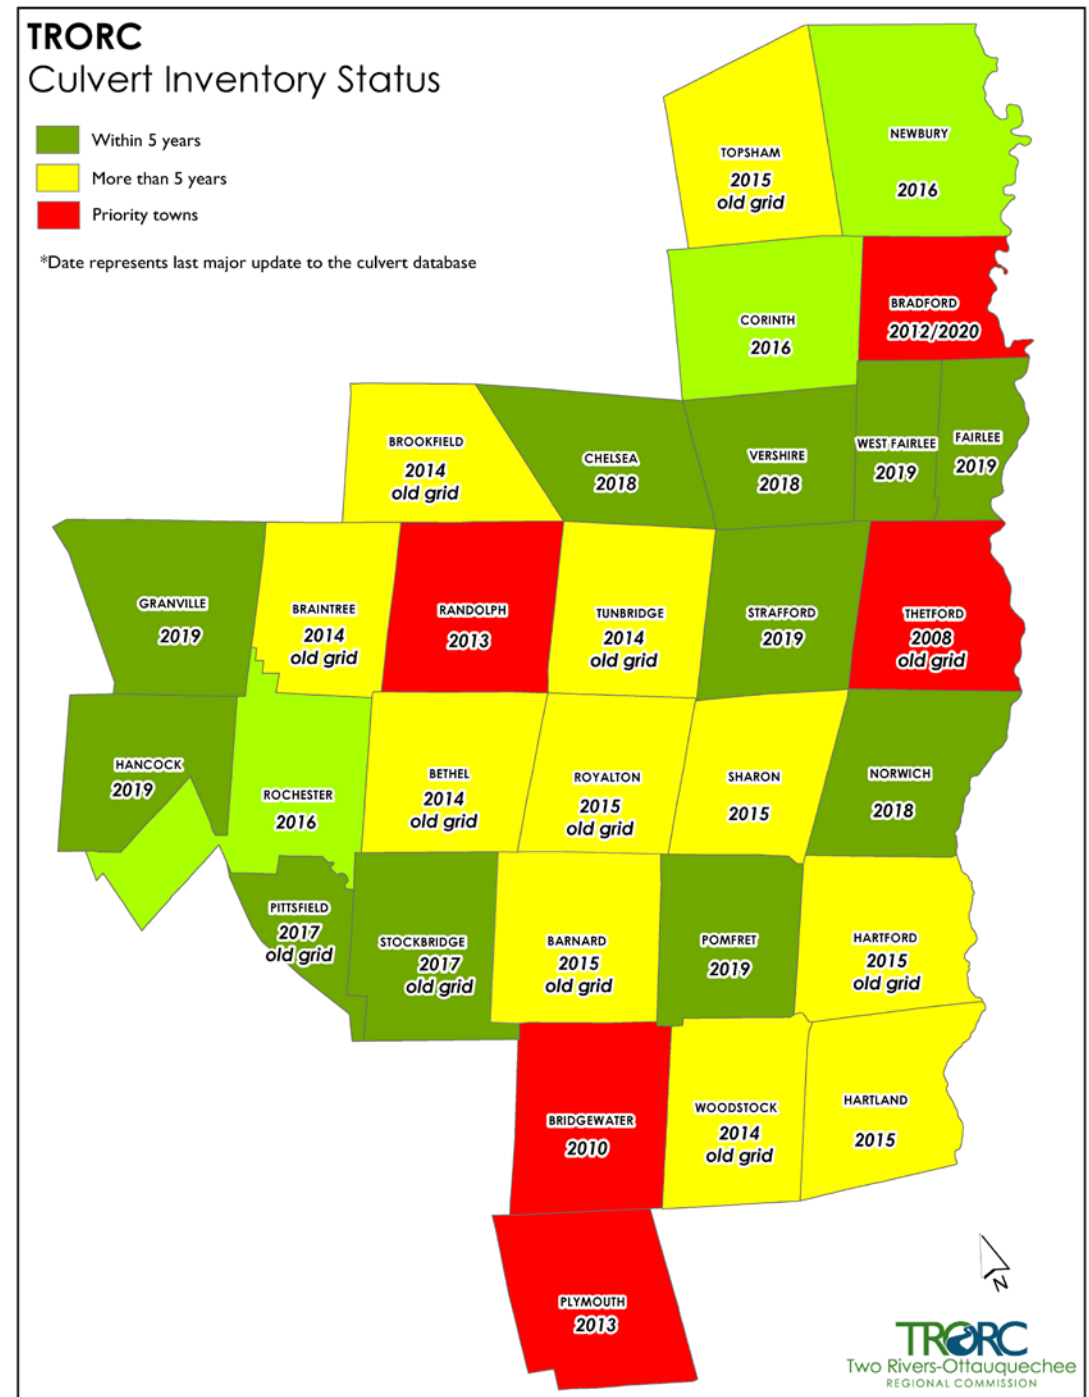 TRORC
Culvert Inventory Status
Within 5 years
More than 5 years
Priority towns
*Date represents last major update to the culvert database
NEWBURY
2016
TOPSHAM
2015
old grid
BRADFORD
2012/2020
CORINTH
2016
BROOKFIELD
2014
old grid
CHELSEA
2018
VERSHIRE
2018
WEST FAIRLEE
2019
FAIRLEE
2019
GRANVILLE
2019
BRAINTREE
2014
old grid
RANDOLPH
2013
TUNBRIDGE
2014
old grid
STRAFFORD
2019
THETFORD
2008
old grid
HANCOCK
2019
ROCHESTER
2016
BETHEL
2014
old grid
ROYALTON
2015
old grid
SHARON
2015
NORWICH
2018
PITTSFIELD
2017
old grid
STOCKBRIDGE
2017
old grid
BARNARD
2015
old grid
POMFRET
2019
HARTFORD
2015
old grid
BRIDGEWATER
2010
WOODSTOCK
2014
old grid
HARTLAND
2015
PLYMOUTH
2013
N
TRORC
Two Rivers-Ottauquechee
REGIONAL COMMISSION